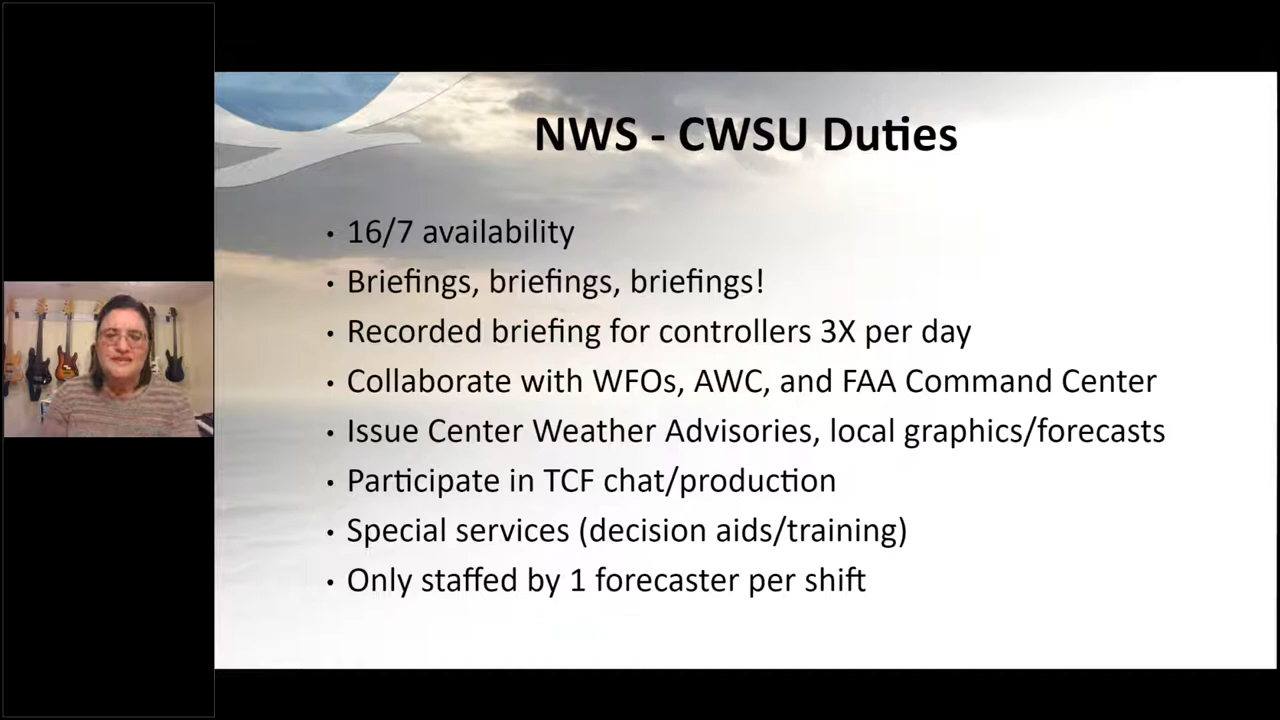 NWS - CWSU Duties
• 16/7 availability
• Briefings, briefings, briefings!
• Recorded briefing for controllers 3X per day
• Collaborate with WFOs, AWC, and FAA Command Center
• Issue Center Weather Advisories, local graphics/forecasts
• Participate in TCF chat/production
• Special services (decision aids/training)
• Only staffed by 1 forecaster per shift